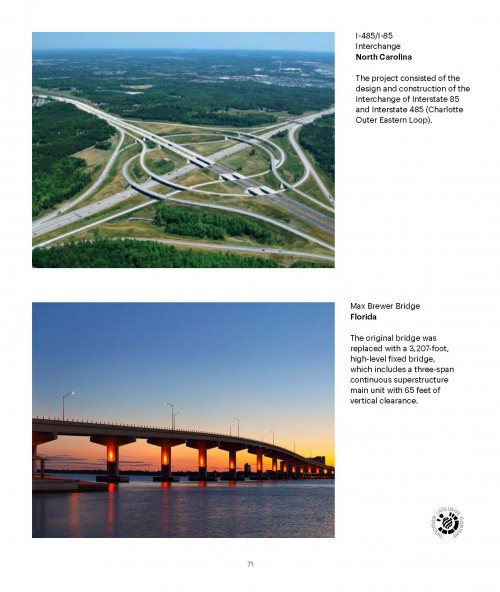 I-485/I-85
Interchange
North Carolina
The project consisted of the
design and construction of the
interchange of Interstate 85
and Interstate 485 (Charlotte
Outer Eastern Loop).
Max Brewer Bridge
Florida
The original bridge was
replaced with a 3,207-foot,
high-level fixed bridge,
which includes a three-span
continuous superstructure
main unit with 65 feet of
vertical clearance.
71